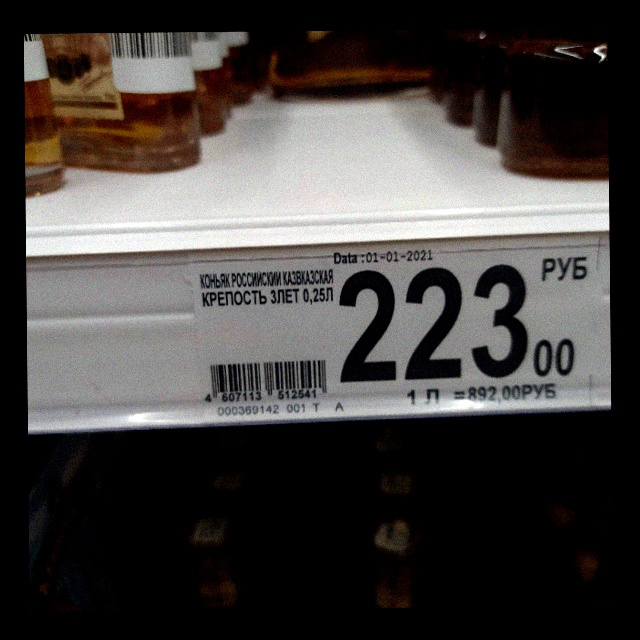 Data :01-01-2021
КОНЬЯК РОССИЙСКИЙ КАЗВКАЗСКАЯ
КРЕПОСТЬ 3ЛЕТ 0,25Л
223 00 РУБ
4 607113 512541
1 Л =892,00РУБ
000369142 001 Т А